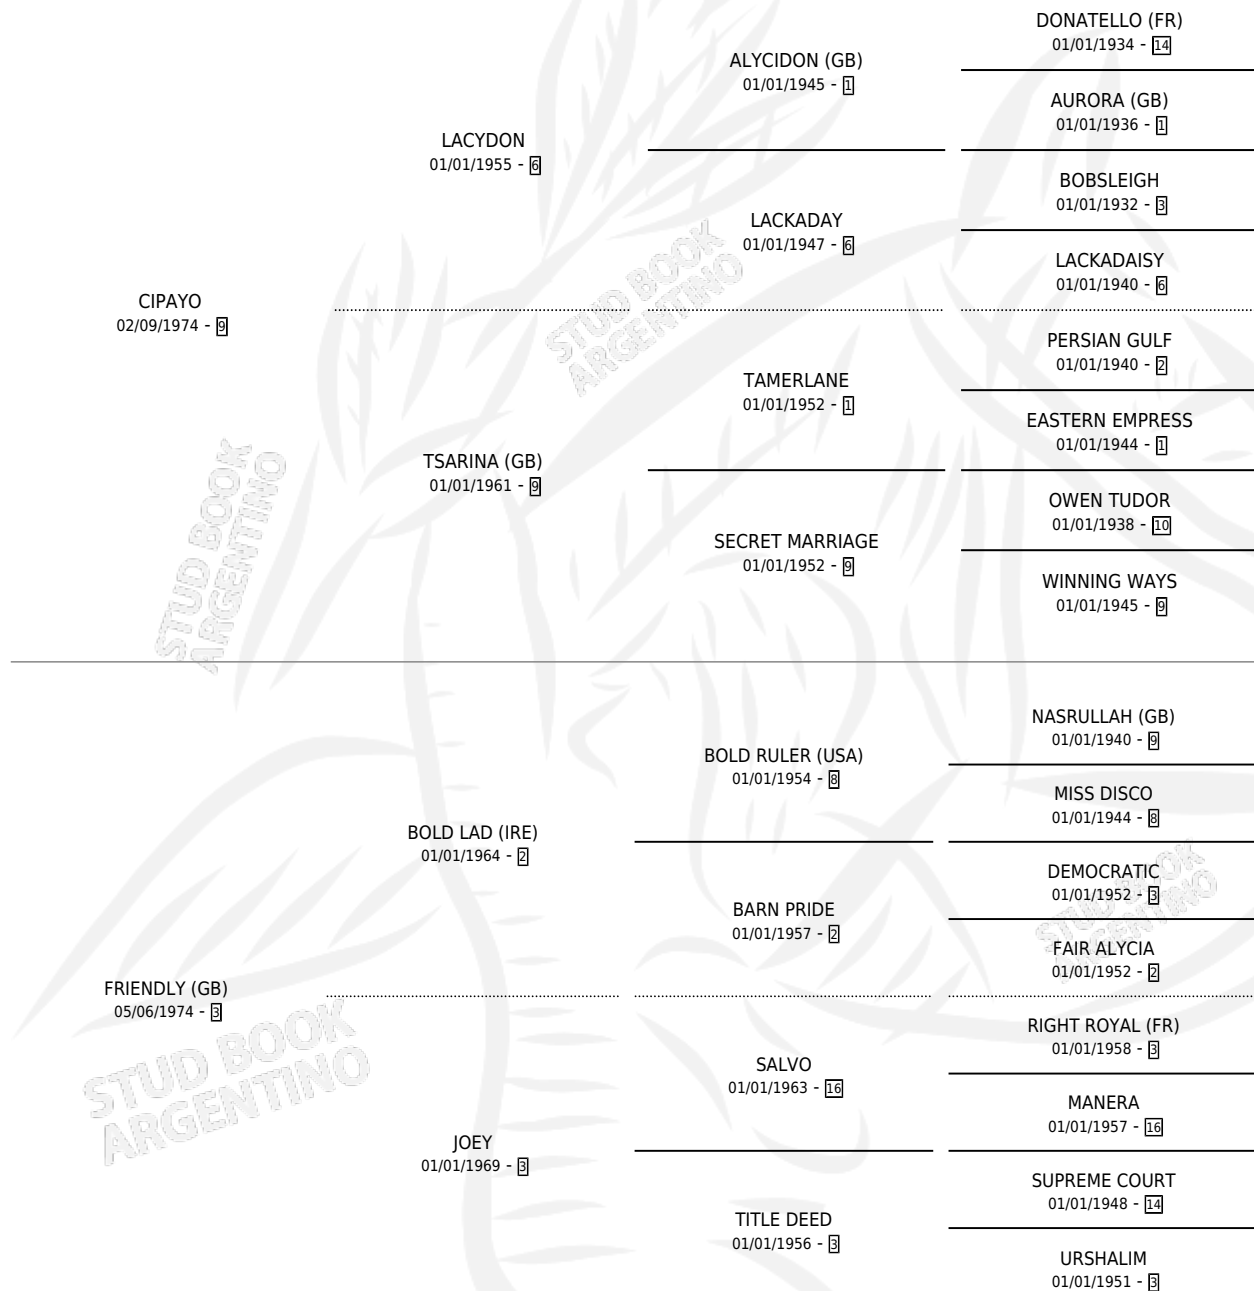 DONATELLO (FR)
01/01/1934 - 14
ALYCIDON (GB)
01/01/1945 - 1
AURORA (GB)
01/01/1936 - 1
LACYDON
01/01/1955 - 6
BOBSLEIGH
01/01/1932 - 3
LACKADAY
01/01/1947 - 6
LACKADAISY
01/01/1940 - 6
CIPAYO
02/09/1974 - 9
PERSIAN GULF
01/01/1940 - 2
TAMERLANE
01/01/1952 - 1
EASTERN EMPRESS
01/01/1944 - 1
TSARINA (GB)
01/01/1961 - 9
OWEN TUDOR
01/01/1938 - 10
SECRET MARRIAGE
01/01/1952 - 9
WINNING WAYS
01/01/1945 - 9
NASRULLAH (GB)
01/01/1940 - 9
BOLD RULER (USA)
01/01/1954 - 8
MISS DISCO
01/01/1944 - 8
BOLD LAD (IRE)
01/01/1964 - 2
DEMOCRATIC
01/01/1952 - 3
BARN PRIDE
01/01/1957 - 2
FAIR ALYCIA
01/01/1952 - 2
FRIENDLY (GB)
05/06/1974 - 3
RIGHT ROYAL (FR)
01/01/1958 - 3
SALVO
01/01/1963 - 16
MANERA
01/01/1957 - 16
JOEY
01/01/1969 - 3
SUPREME COURT
01/01/1948 - 14
TITLE DEED
01/01/1956 - 3
URSHALIM
01/01/1951 - 3
STUD BOOK
ARGENTINO
STUD BOOK
ARGENTINO
STUD BOOK
ARGENTINO
STUD BOOK
ARGENTINO